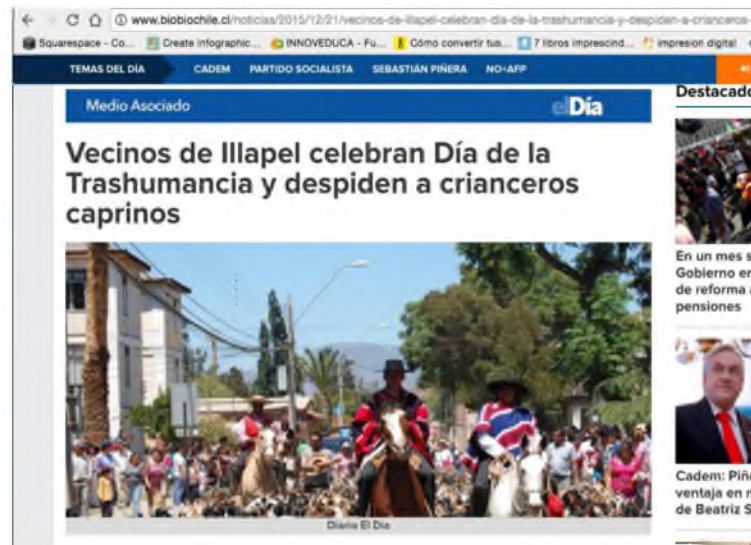 www.biobiochile.cl/noticias/2015/12/21/vecinos-de-illapel-celebran-dia-de-la-trashumancia-y-despiden-a-crianceros
Squarespace - Co... Create Infographic... INNOVEDUCA - Fu... Cómo convertir tus... 7 libros imprescind... impresion digital
TEMAS DEL DÍA CADEM PARTIDO SOCIALISTA SEBASTIÁN PIÑERA NO+AFP
Medio Asociado elDía
Vecinos de Illapel celebran Día de la
Trashumancia y despiden a crianceros
caprinos
Diario El Día
Destacado
En un mes s
Gobierno en
de reforma a
pensiones
Cadem: Piñe
ventaja en m
de Beatriz S